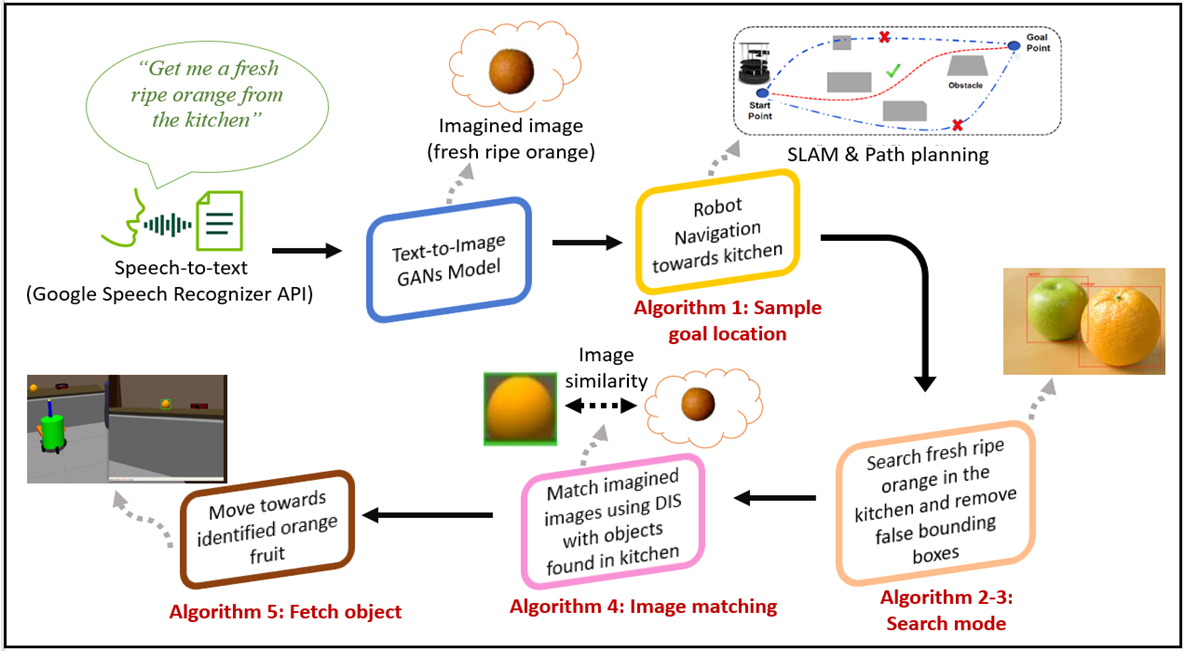 “Get me a fresh
ripe orange from
the kitchen”
Speech-to-text
(Google Speech Recognizer API)
Imagined image
(fresh ripe orange)
Text-to-Image
GANs Model
Start
Point
Goal
Point
Obstacle
SLAM & Path planning
Robot
Navigation
towards kitchen
Algorithm 1: Sample
goal location
apple
orange
Search fresh ripe
orange in the
kitchen and remove
false bounding
boxes
Algorithm 2-3:
Search mode
Image
similarity
Match imagined
images using DIS
with objects
found in kitchen
Algorithm 4: Image matching
Move towards
identified orange
fruit
Algorithm 5: Fetch object